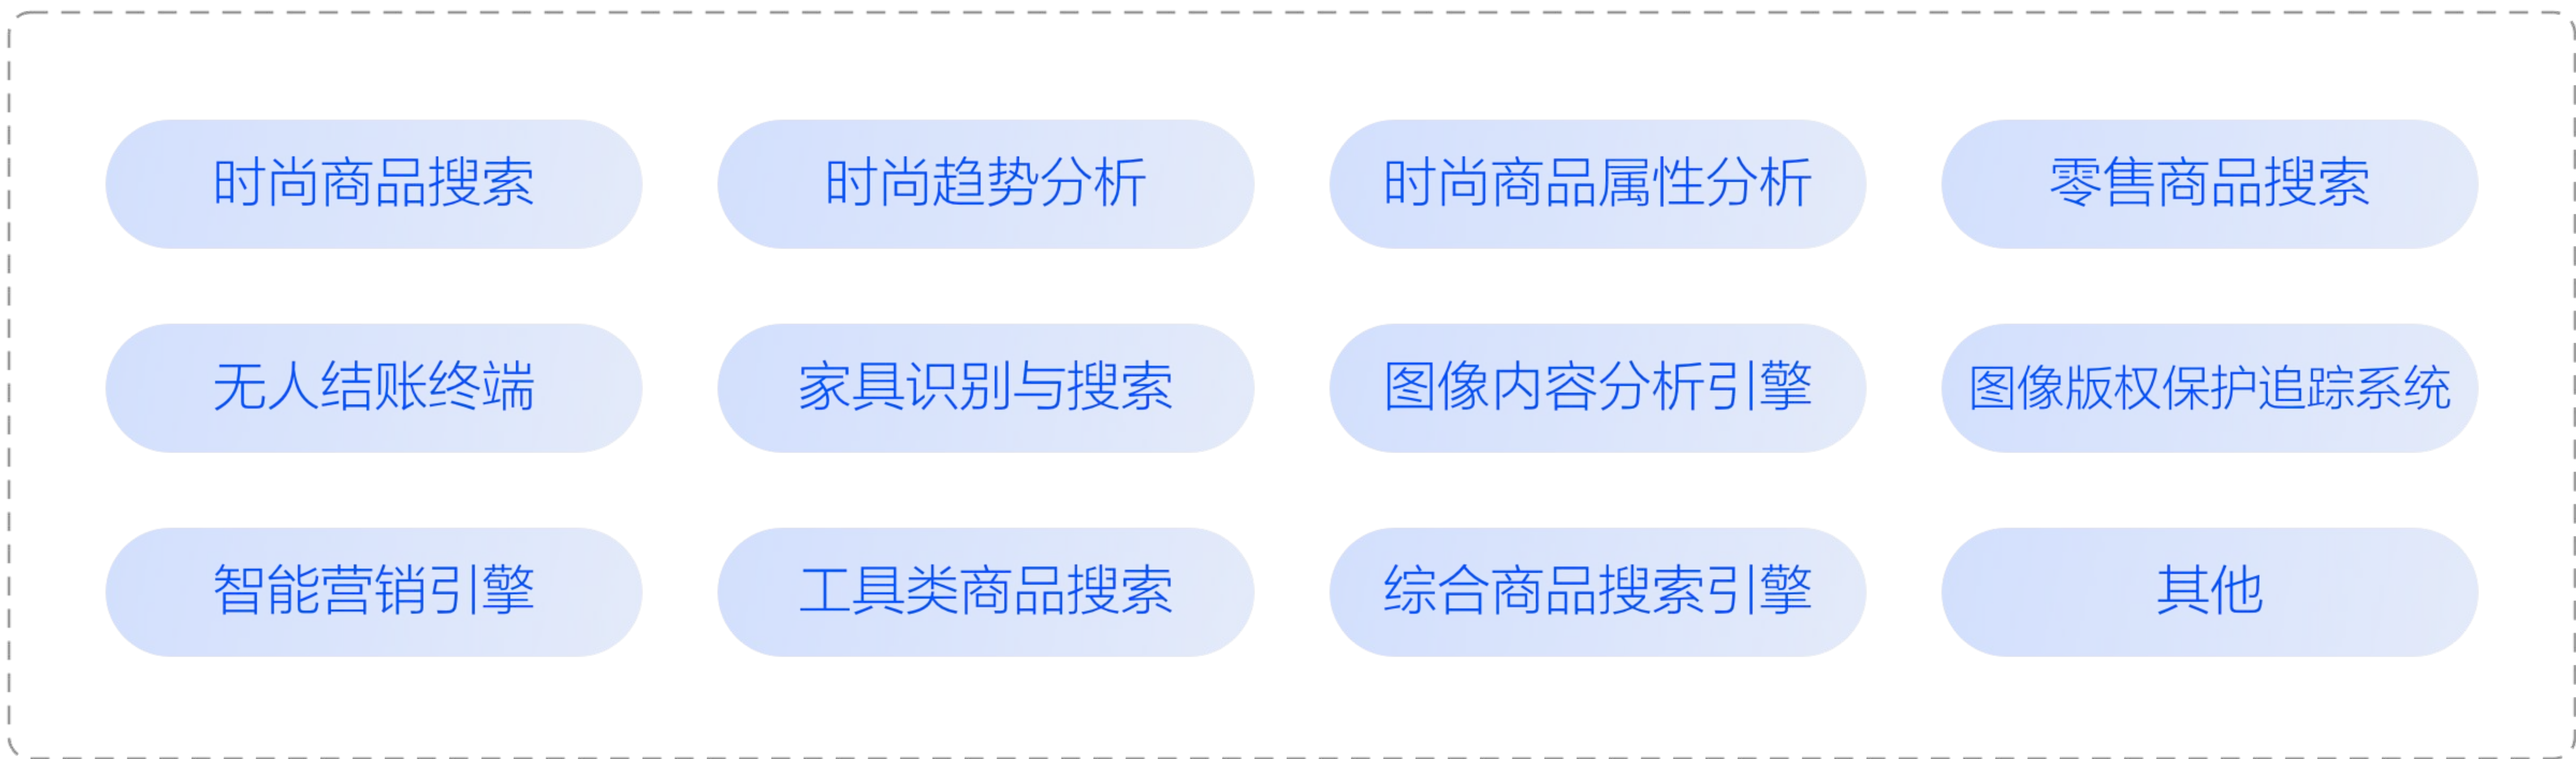 时尚商品搜索
时尚趋势分析
时尚商品属性分析
零售商品搜索
无人结账终端
家具识别与搜索
图像内容分析引擎
图像版权保护追踪系统
智能营销引擎
工具类商品搜索
综合商品搜索引擎
其他